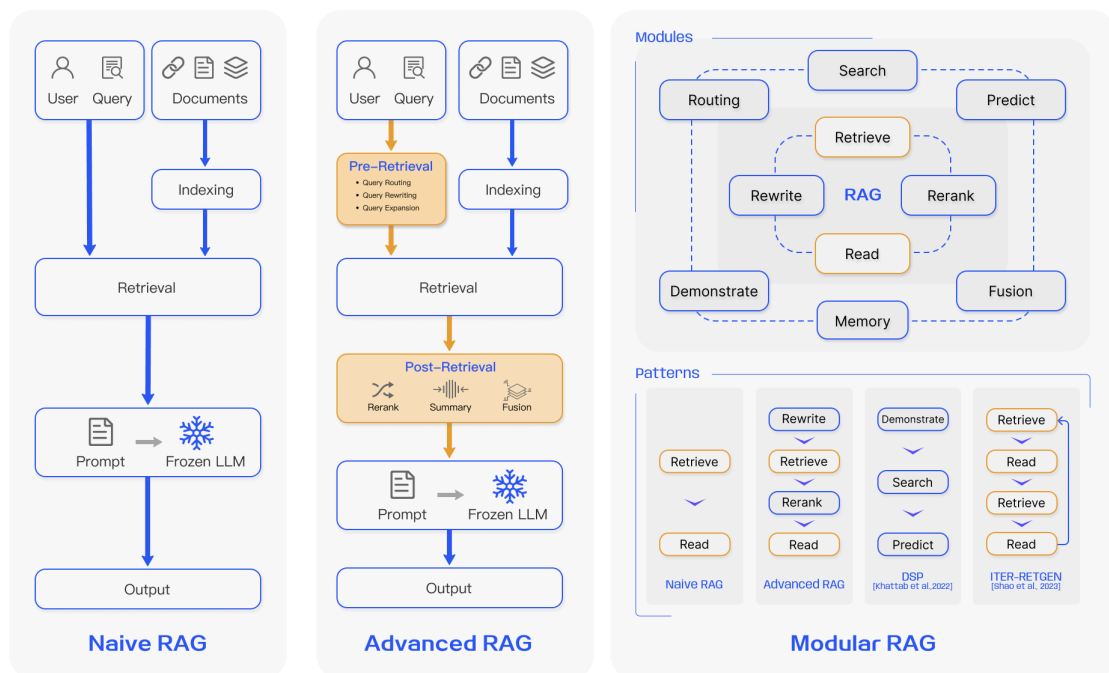 User Query
Documents
Indexing
Retrieval
Prompt
Frozen LLM
Output
Naive RAG
User Query
Documents
Pre-Retrieval
• Query Routing
• Query Rewriting
• Query Expansion
Indexing
Retrieval
Post-Retrieval
Rerank
Summary
Fusion
Prompt
Frozen LLM
Output
Advanced RAG
Modules
Search
Routing
Predict
Retrieve
Rewrite
RAG
Rerank
Read
Demonstrate
Fusion
Memory
Patterns
Retrieve
Read
Naive RAG
Rewrite
Retrieve
Rerank
Read
Advanced RAG
Demonstrate
Search
Predict
DSP
[Khattab et al,2022]
Retrieve
Read
Retrieve
Read
ITER-RETGEN
[Shao et al, 2023]
Modular RAG